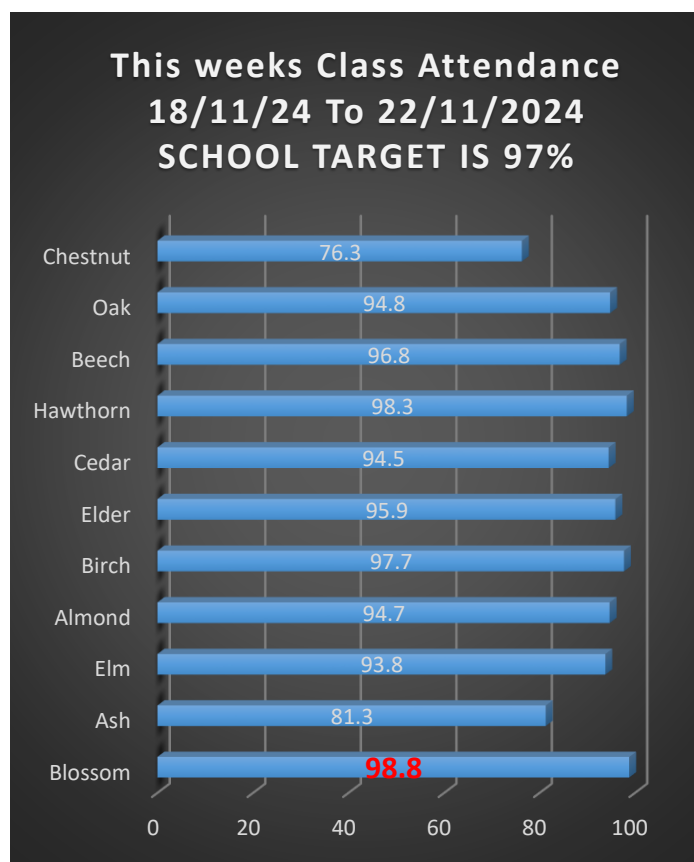 This weeks Class Attendance
18/11/24 To 22/11/2024
SCHOOL TARGET IS 97%
Chestnut 76.3
Oak 94.8
Beech 96.8
Hawthorn 98.3
Cedar 94.5
Elder 95.9
Birch 97.7
Almond 94.7
Elm 93.8
Ash 81.3
Blossom 98.8
0 20 40 60 80 100